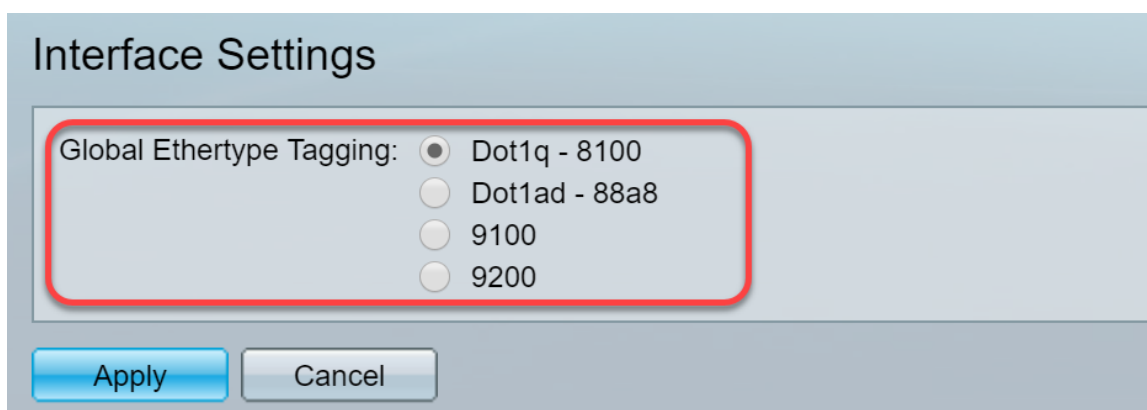 Interface Settings
Global Ethertype Tagging: Dot1q - 8100
Dot1ad - 88a8
9100
9200
Apply Cancel